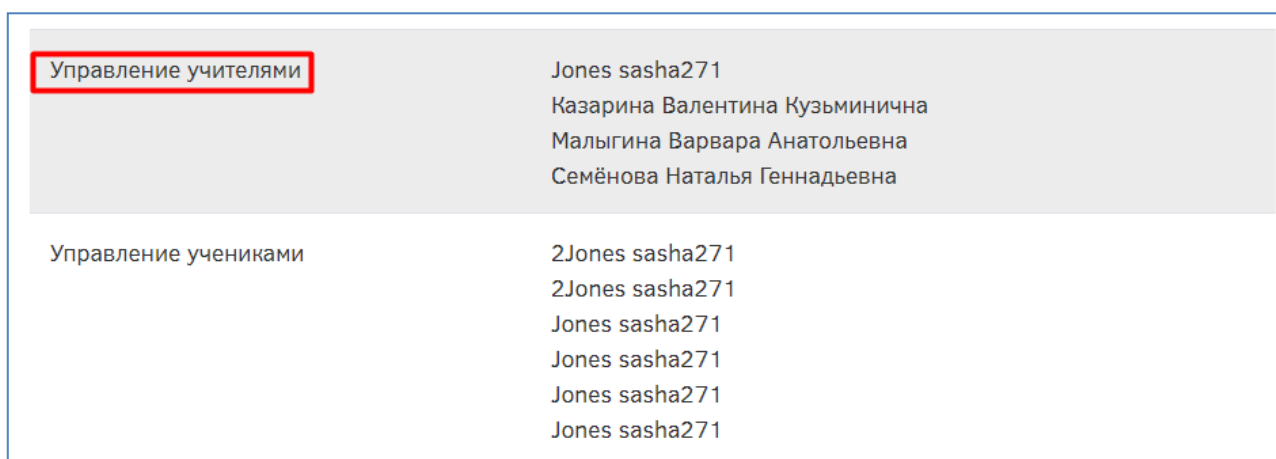 Управление учителями Jones sasha271
Казарина Валентина Кузьминична
Малыгина Варвара Анатольевна
Семёнова Наталья Геннадьевна
Управление учениками 2Jones sasha271
2Jones sasha271
Jones sasha271
Jones sasha271
Jones sasha271
Jones sasha271